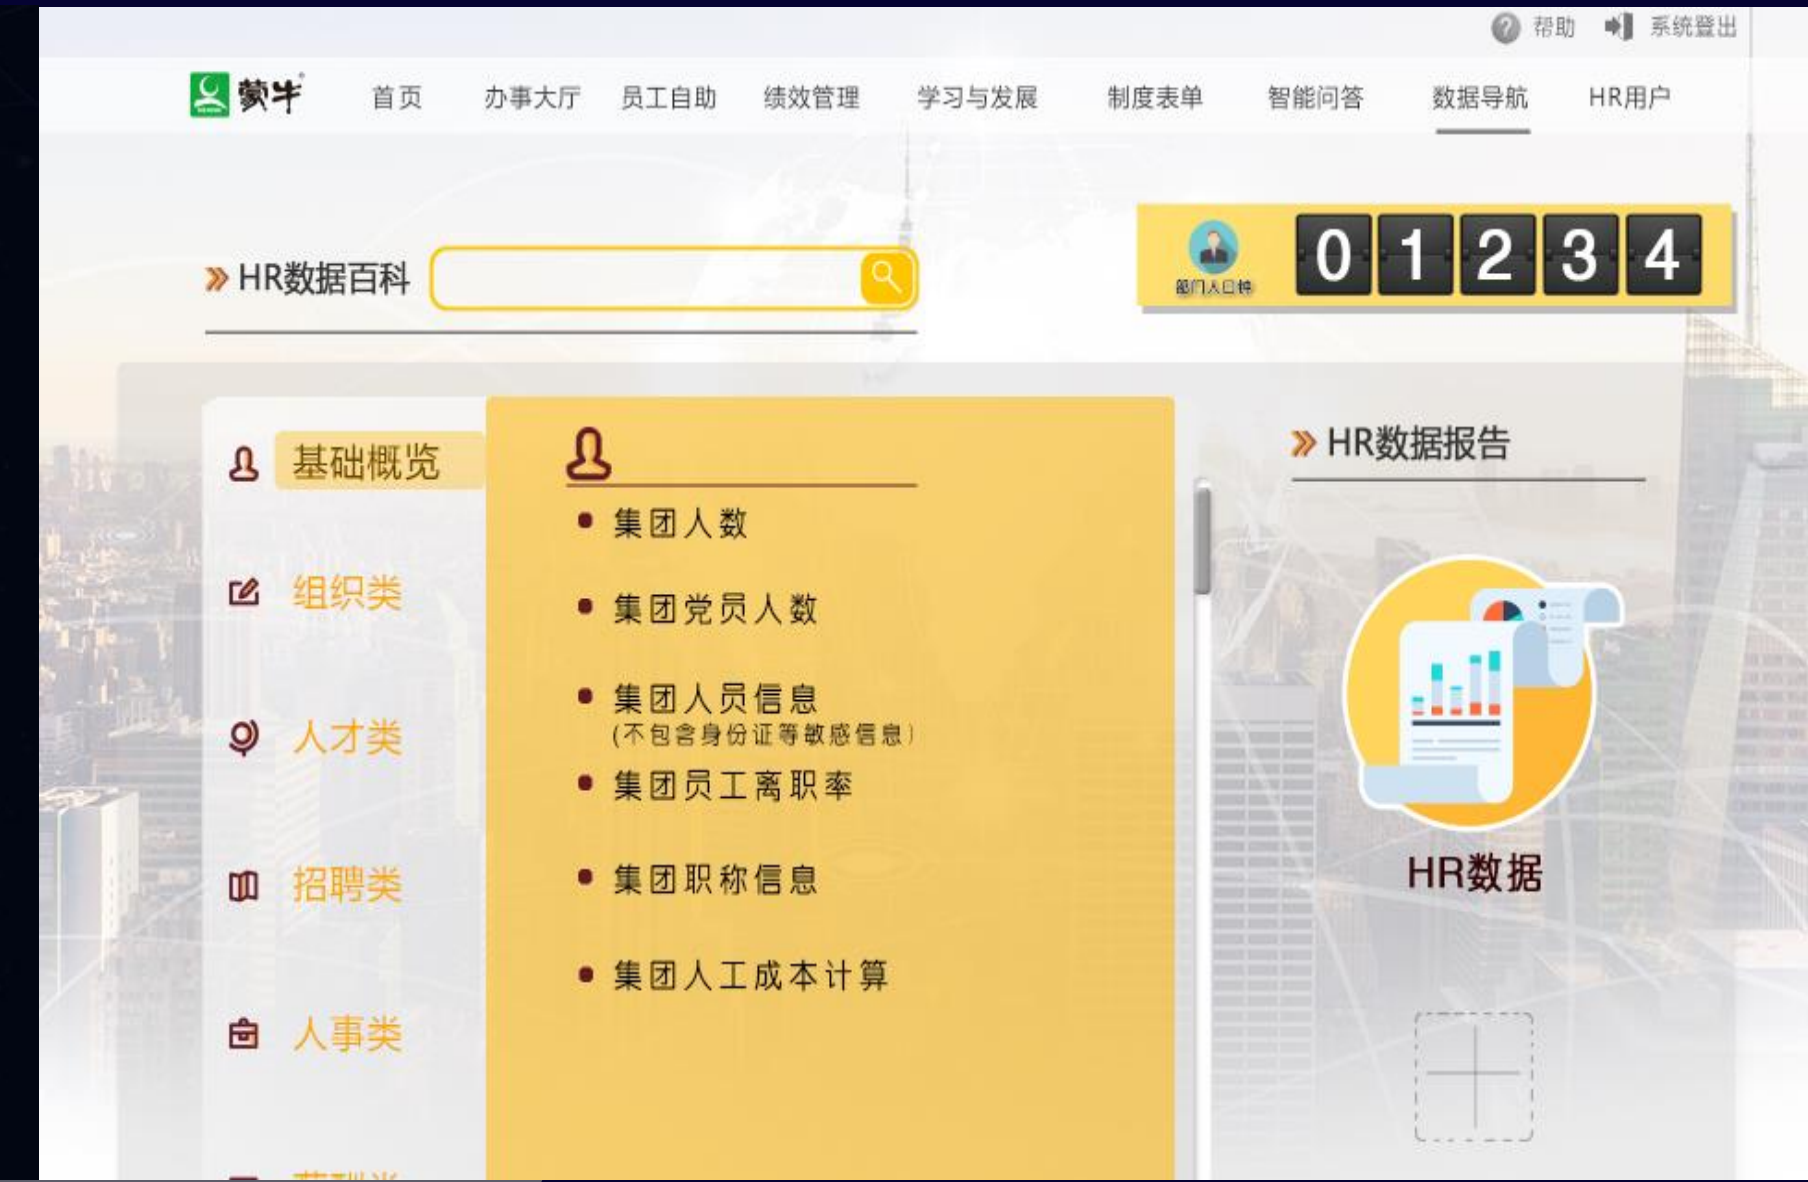 帮助 系统登出
蒙牛 首页 办事大厅 员工自助 绩效管理 学习与发展 制度表单 智能问答 数据导航 HR用户
HR数据百科
部门人口钟 0 1 2 3 4
基础概览
组织类
人才类
招聘类
人事类
集团人数
集团党员人数
集团人员信息
(不包含身份证等敏感信息)
集团员工离职率
集团职称信息
集团人工成本计算
HR数据报告
HR数据